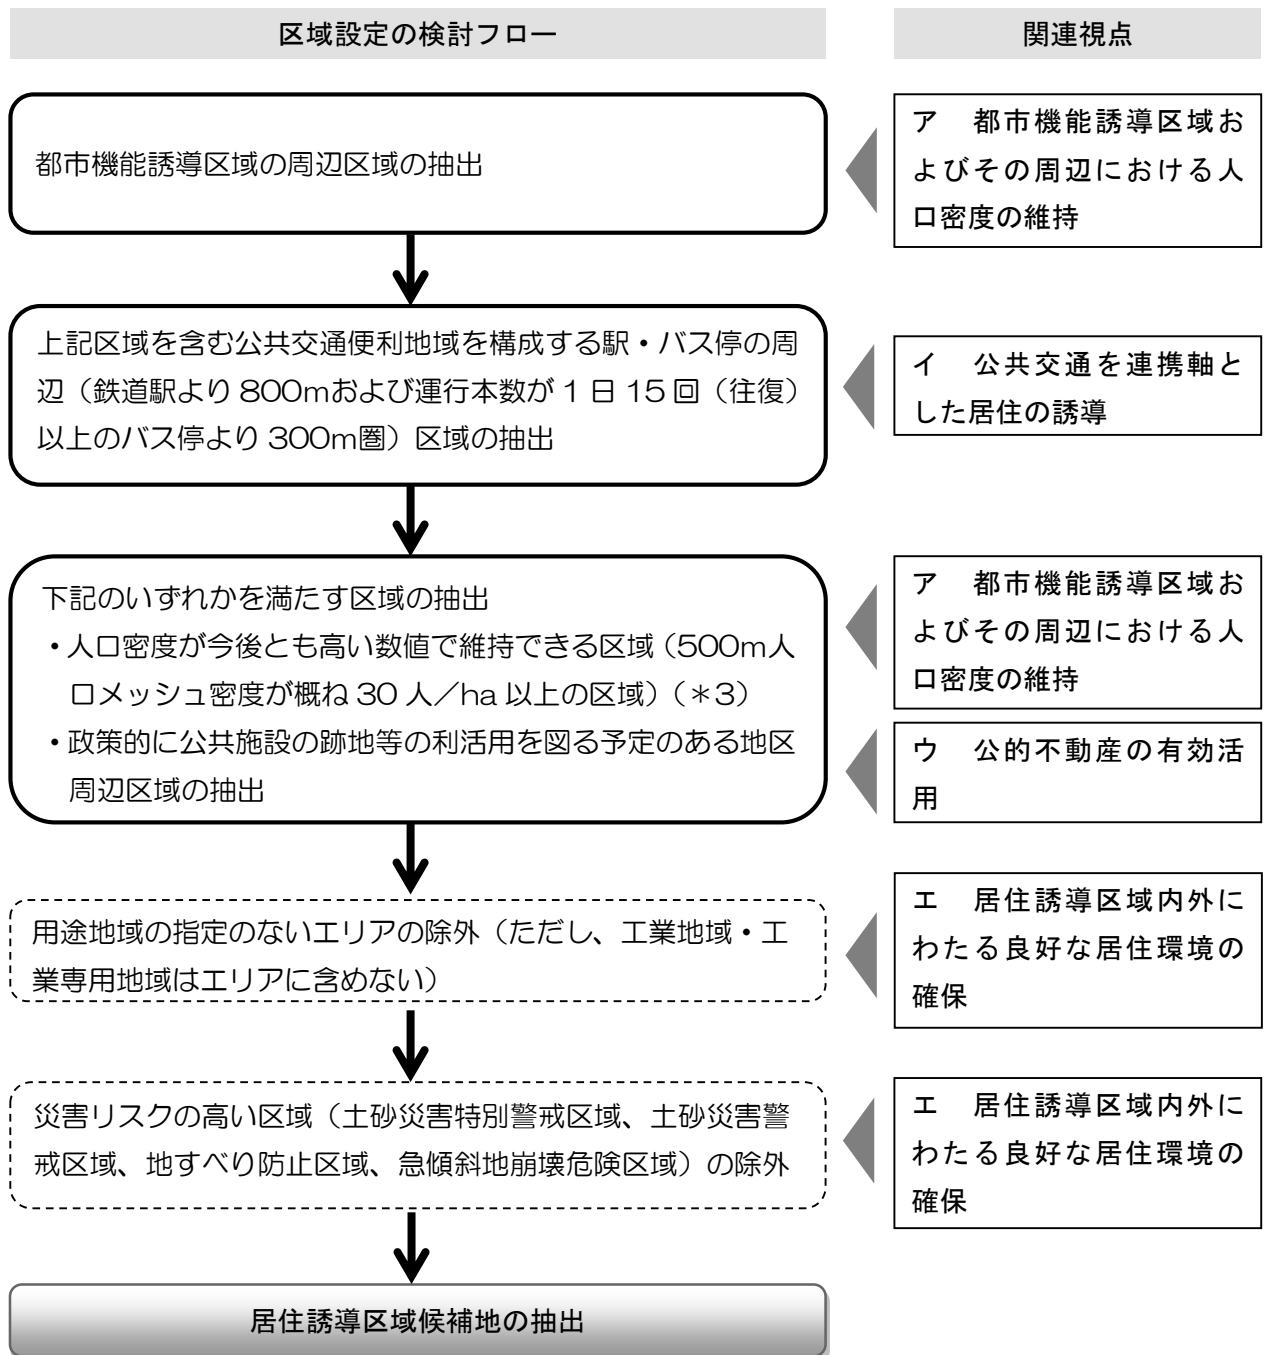 区域設定の検討フロー
関連視点
都市機能誘導区域の周辺区域の抽出
ア　都市機能誘導区域お
よびその周辺における人
口密度の維持
上記区域を含む公共交通便利地域を構成する駅・バス停の周
辺（鉄道駅より 800mおよび運行本数が 1 日 15 回（往復）
以上のバス停より 300m圏）区域の抽出
イ　公共交通を連携軸と
した居住の誘導
下記のいずれかを満たす区域の抽出
・人口密度が今後とも高い数値で維持できる区域（500m人
口メッシュ密度が概ね 30 人／ha 以上の区域）（＊3）
・政策的に公共施設の跡地等の利活用を図る予定のある地区
周辺区域の抽出
ア　都市機能誘導区域お
よびその周辺における人
口密度の維持
ウ　公的不動産の有効活
用
用途地域の指定のないエリアの除外（ただし、工業地域・工
業専用地域はエリアに含めない）
エ　居住誘導区域内外に
わたる良好な居住環境の
確保
災害リスクの高い区域（土砂災害特別警戒区域、土砂災害警
戒区域、地すべり防止区域、急傾斜地崩壊危険区域）の除外
エ　居住誘導区域内外に
わたる良好な居住環境の
確保
居住誘導区域候補地の抽出